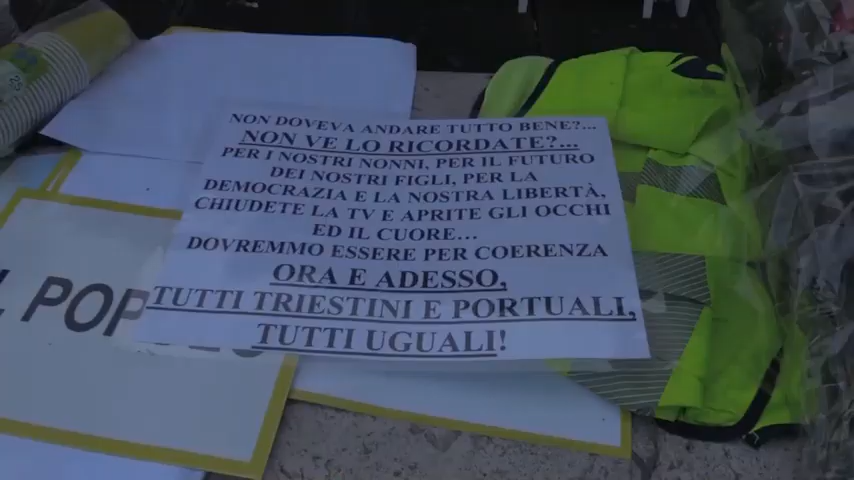 NON DOVEVA ANDARE TUTTO BENE?...
NON VE LO RICORDATE?...
PER I NOSTRI NONNI, PER IL FUTURO
DEI NOSTRI FIGLI, PER LA
DEMOCRAZIA E LA NOSTRA LIBERTÀ,
CHIUDETE LA TV E APRITE GLI OCCHI
ED IL CUORE...
DOVREMMO ESSERE PER COERENZA
ORA E ADESSO,
TUTTI TRIESTINI E PORTUALI,
TUTTI UGUALI!
POP